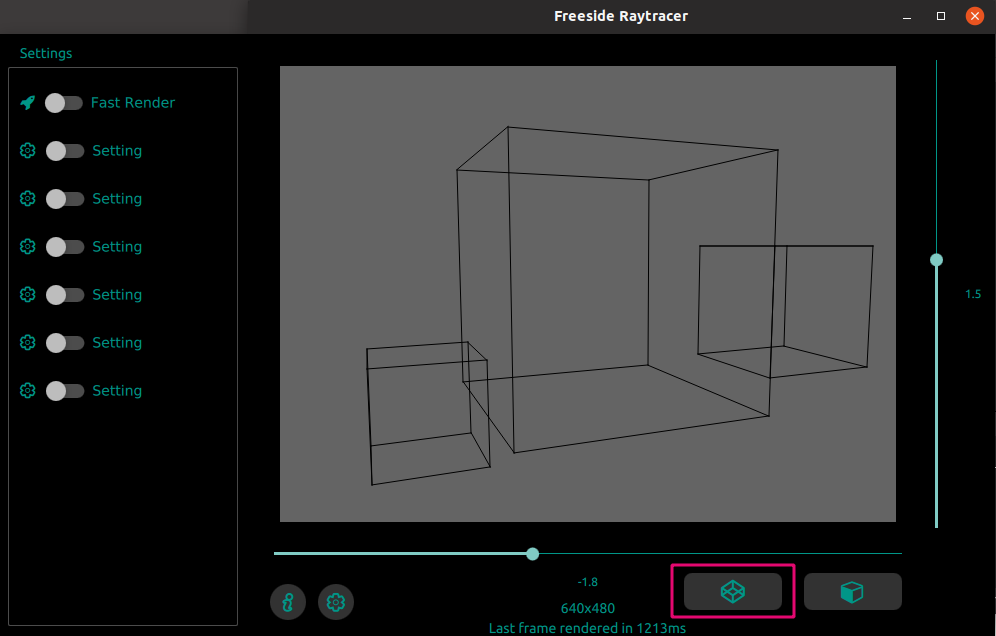 Freeside Raytracer
Settings
Fast Render
Setting
Setting
Setting
Setting
Setting
Setting
1.5
-1.8
640x480
Last frame rendered in 1213ms